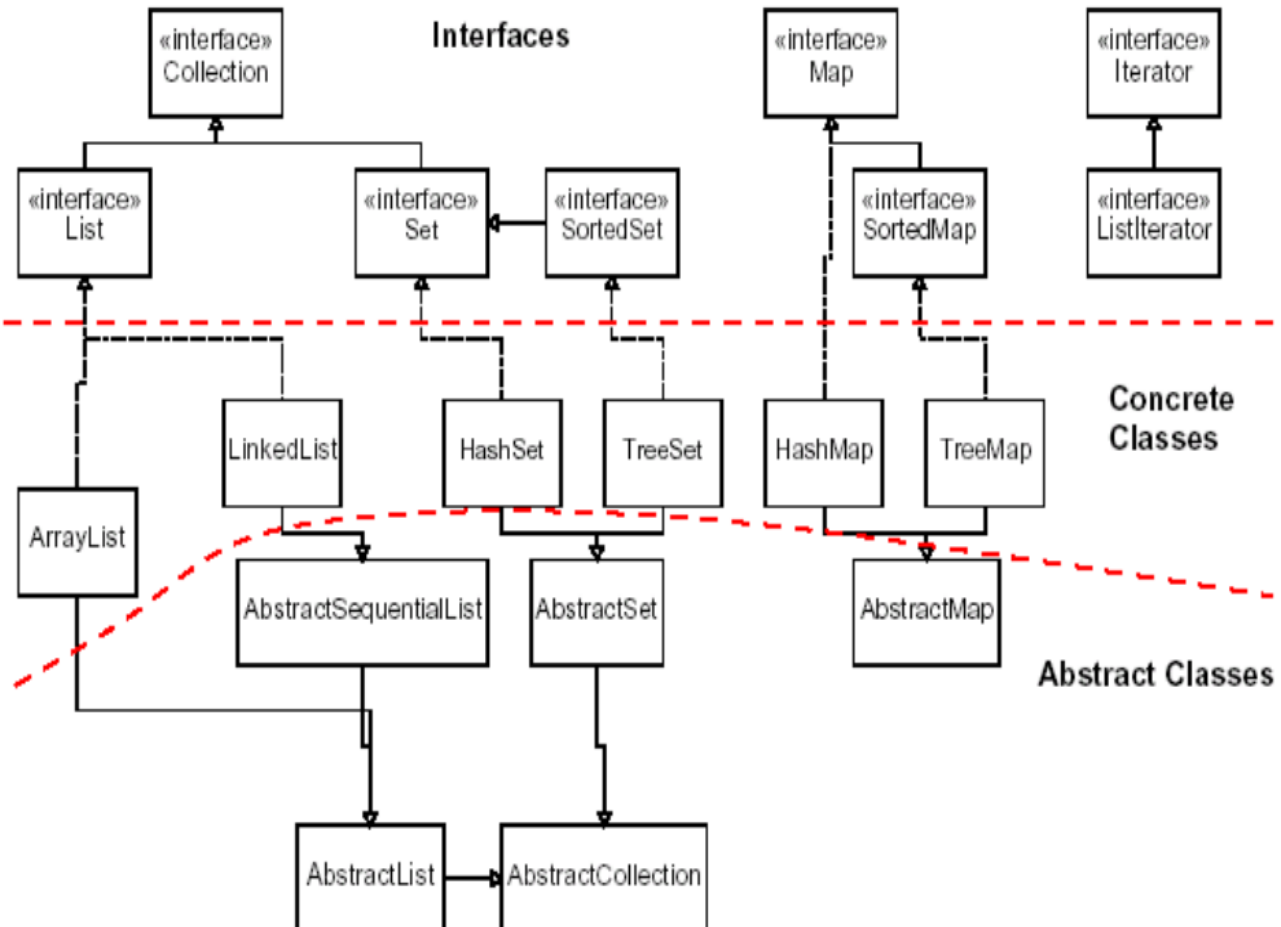 Interfaces
«interface»
Collection
«interface»
Map
«interface»
Iterator
«interface»
List
«interface»
Set
«interface»
SortedSet
«interface»
SortedMap
«interface»
ListIterator
Concrete
Classes
LinkedList
HashSet
TreeSet
HashMap
TreeMap
ArrayList
AbstractSequentialList
AbstractSet
AbstractMap
Abstract Classes
AbstractList
AbstractCollection